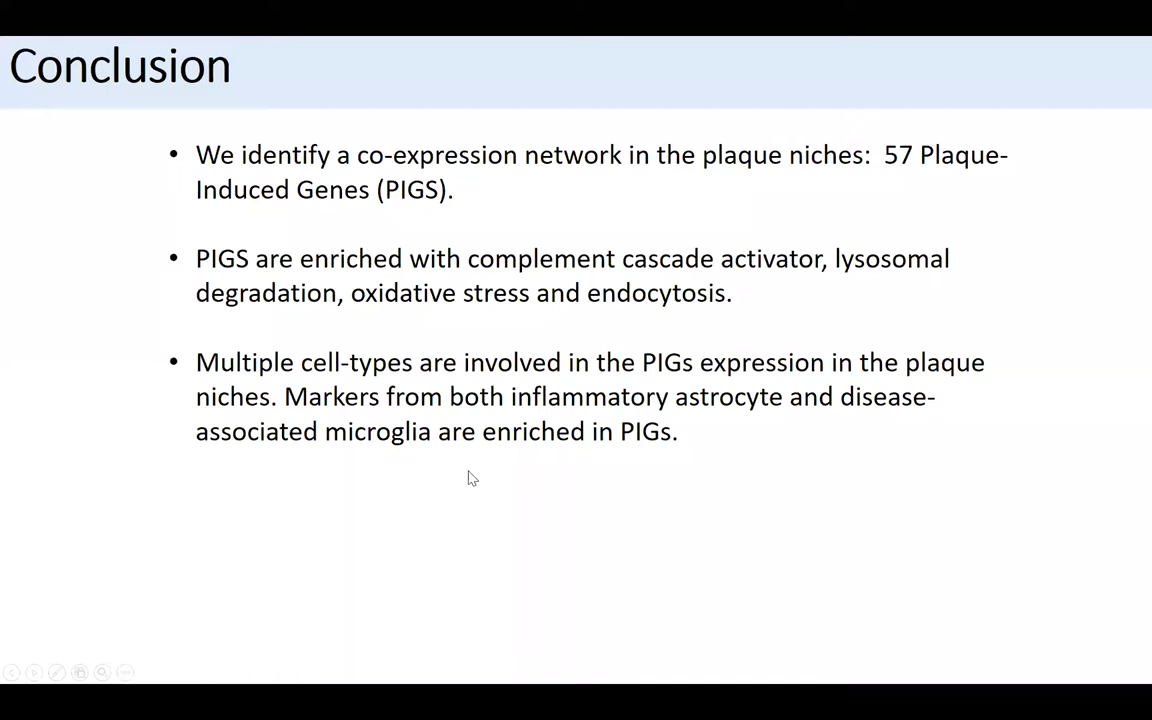 Conclusion
• We identify a co-expression network in the plaque niches:  57 Plaque-
Induced Genes (PIGS).
• PIGS are enriched with complement cascade activator, lysosomal
degradation, oxidative stress and endocytosis.
• Multiple cell-types are involved in the PIGs expression in the plaque
niches. Markers from both inflammatory astrocyte and disease-
associated microglia are enriched in PIGs.